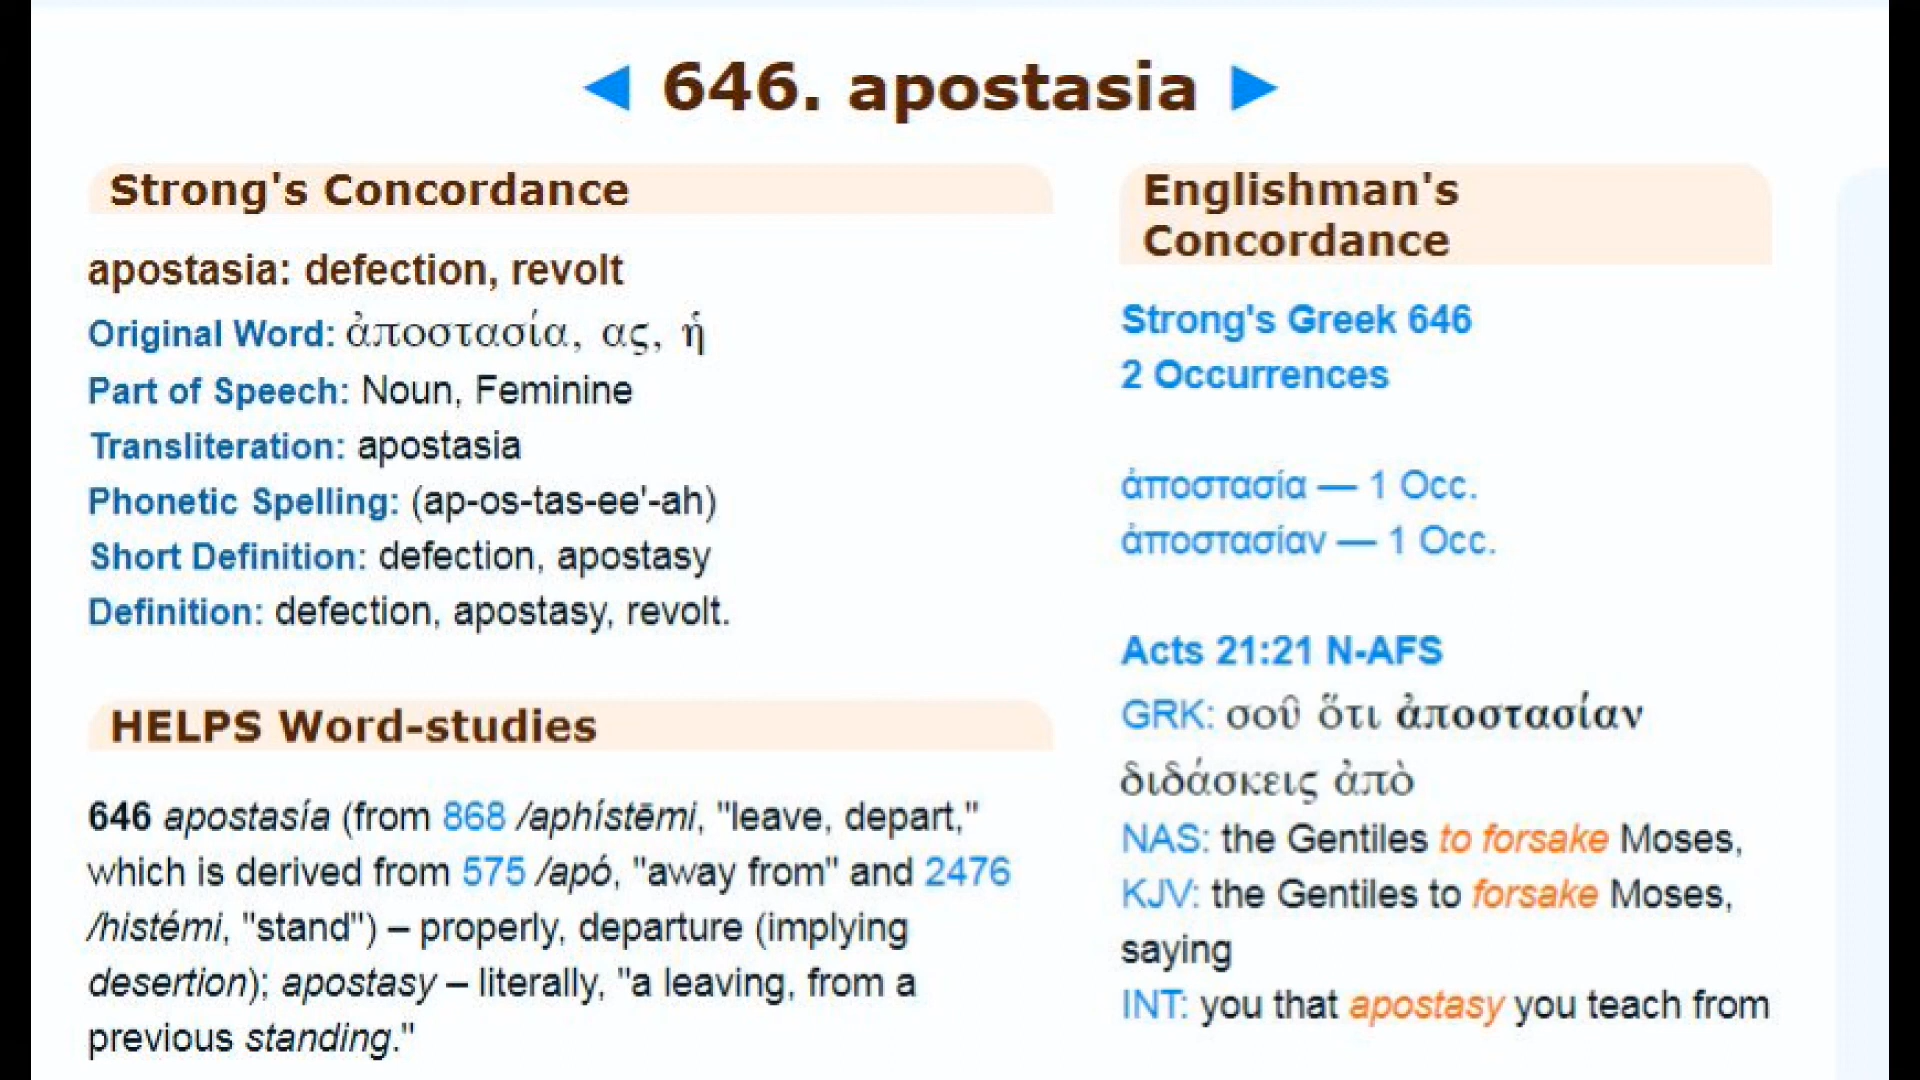 ◄ 646. apostasia ►
Strong's Concordance
apostasia: defection, revolt
Original Word: ἀποστασία, ας, ἡ
Part of Speech: Noun, Feminine
Transliteration: apostasia
Phonetic Spelling: (ap-os-tas-ee'-ah)
Short Definition: defection, apostasy
Definition: defection, apostasy, revolt.
HELPS Word-studies
646 apostasía (from 868 /aphístēmi, "leave, depart,"
which is derived from 575 /apó, "away from" and 2476
/histémi, "stand") – properly, departure (implying
desertion); apostasy – literally, "a leaving, from a
previous standing."
Englishman's
Concordance
Strong's Greek 646
2 Occurrences
ἀποστασία — 1 Occ.
ἀποστασίαν — 1 Occ.
Acts 21:21 N-AFS
GRK: σοῦ ὅτι ἀποστασίαν
διδάσκεις ἀπὸ
NAS: the Gentiles to forsake Moses,
KJV: the Gentiles to forsake Moses,
saying
INT: you that apostasy you teach from